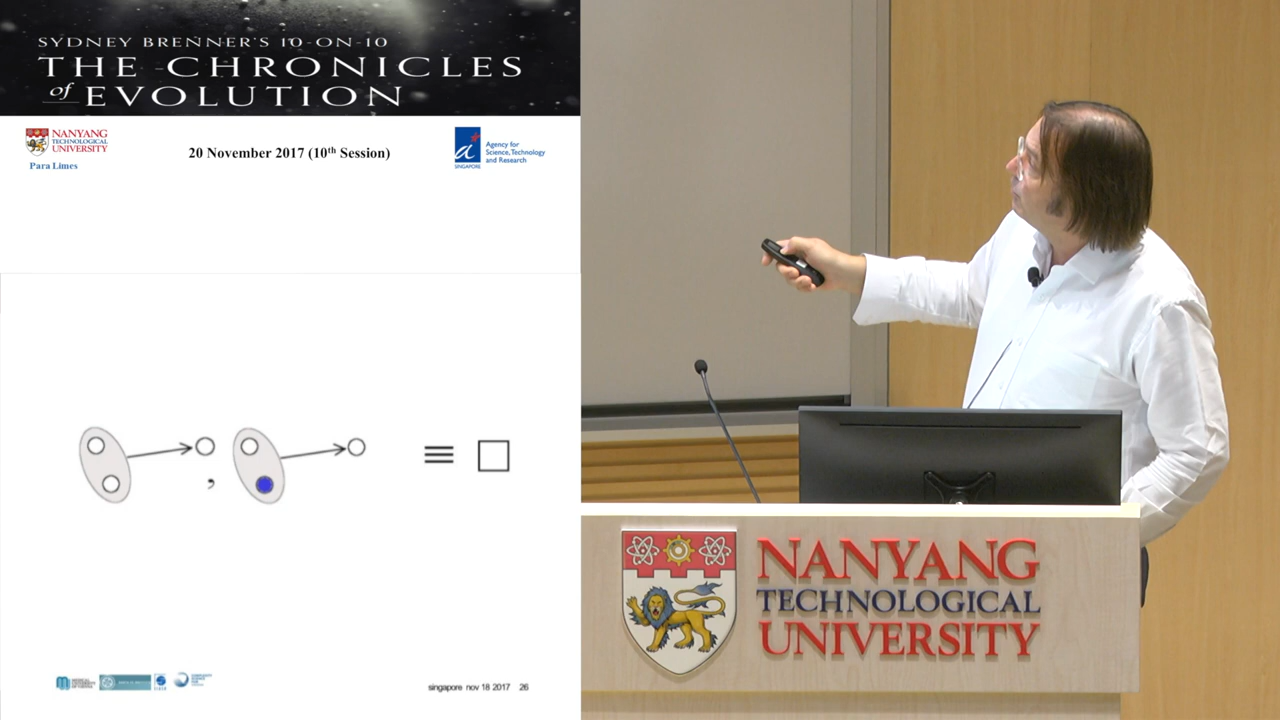 SYDNEY BRENNER'S 10-ON-10
THE CHRONICLES
of EVOLUTION
NANYANG
TECHNOLOGICAL
UNIVERSITY
Para Limes
20 November 2017 (10th Session)
SINGAPORE
Agency for
Science, Technology
and Research
, ≡
singapore nov 18 2017 26
NANYANG
TECHNOLOGICAL
UNIVERSITY